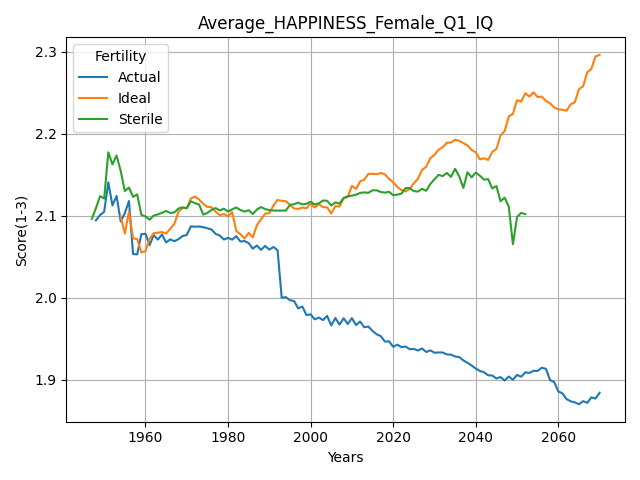 Average_HAPPINESS_Female_Q1_IQ
Fertility
Actual
Ideal
Sterile
Score(1-3)
2.3
2.2
2.1
2.0
1.9
1960
1980
2000
2020
2040
2060
Years